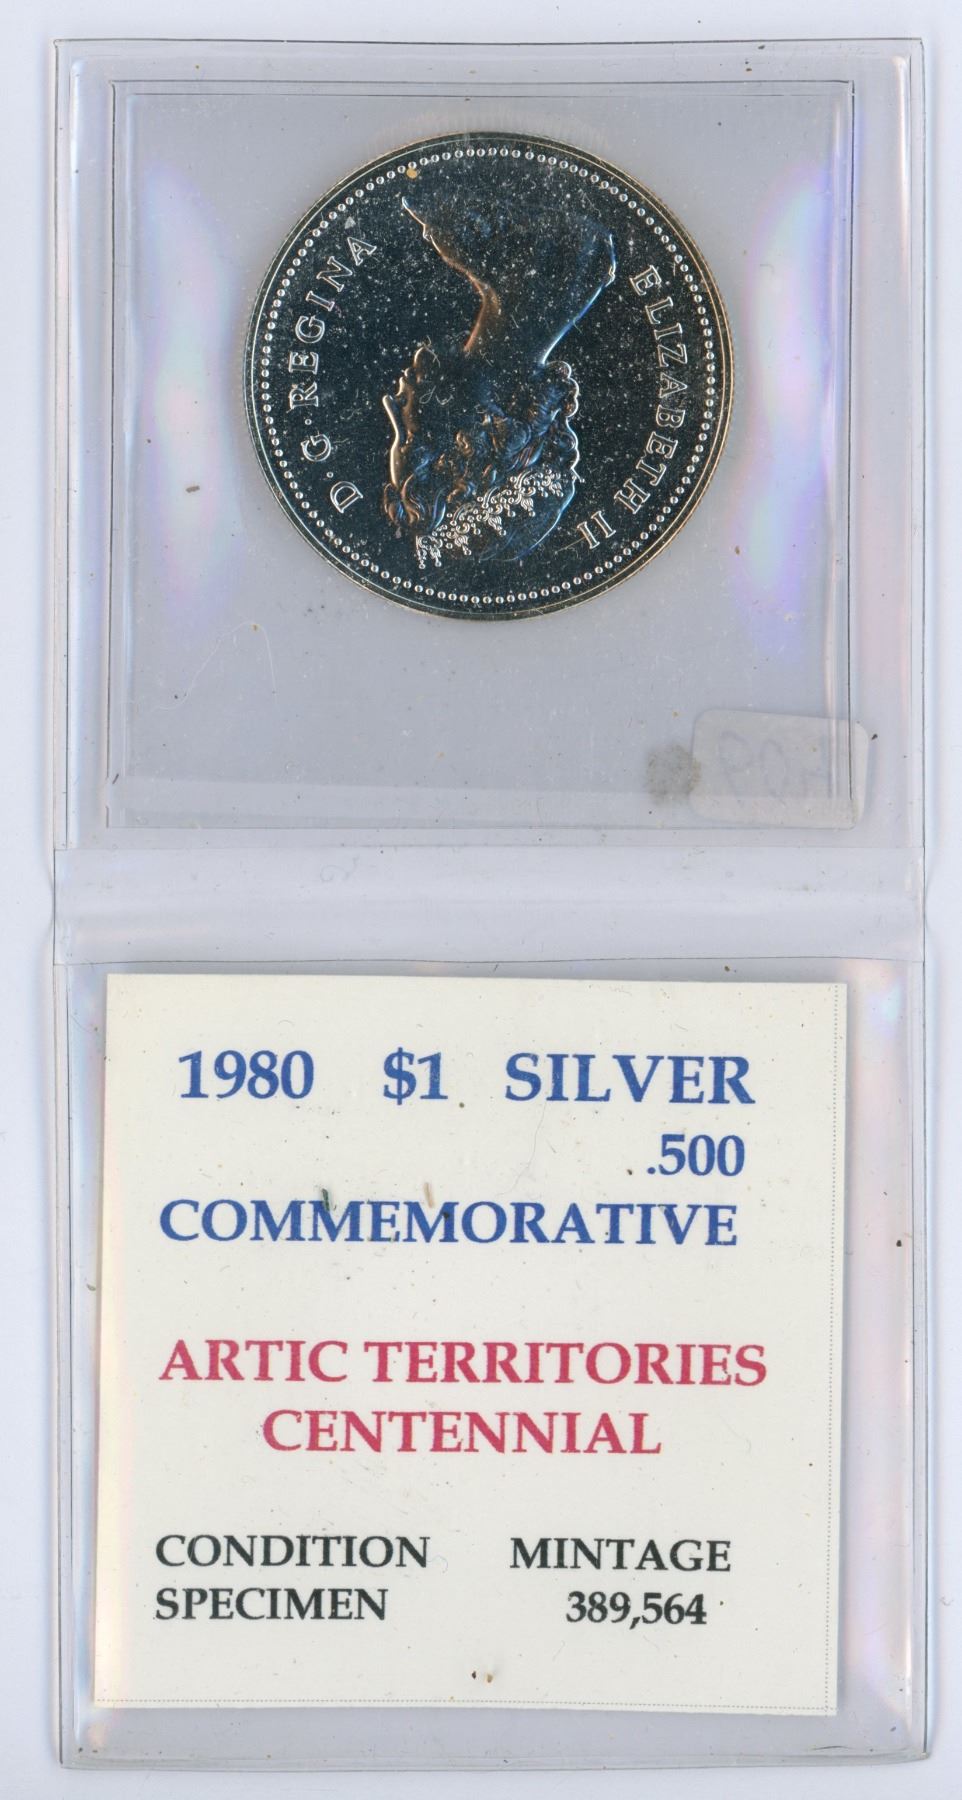 ELIZABETH II
D·G·REGINA
1980 $1 SILVER
.500
COMMEMORATIVE
ARTIC TERRITORIES
CENTENNIAL
CONDITION MINTAGE
SPECIMEN 389,564